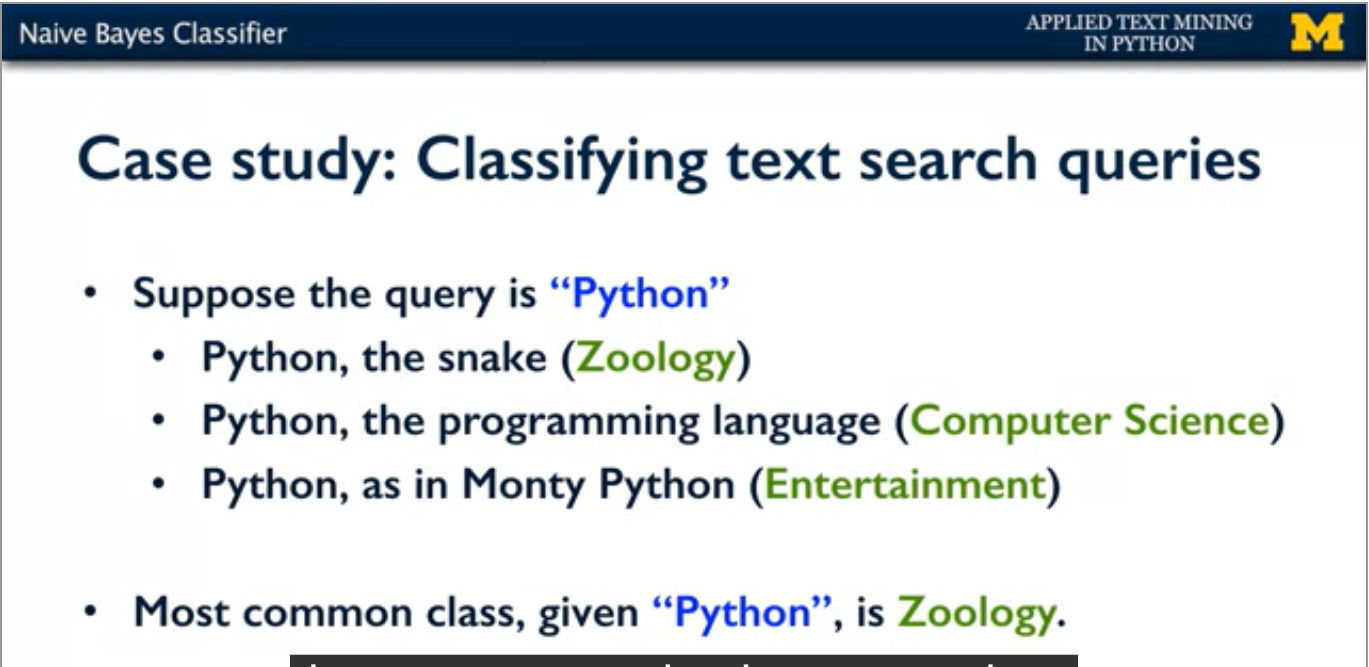 Naive Bayes Classifier
APPLIED TEXT MINING
IN PYTHON
M
Case study: Classifying text search queries
• Suppose the query is “Python”
• Python, the snake (Zoology)
• Python, the programming language (Computer Science)
• Python, as in Monty Python (Entertainment)
• Most common class, given “Python”, is Zoology.